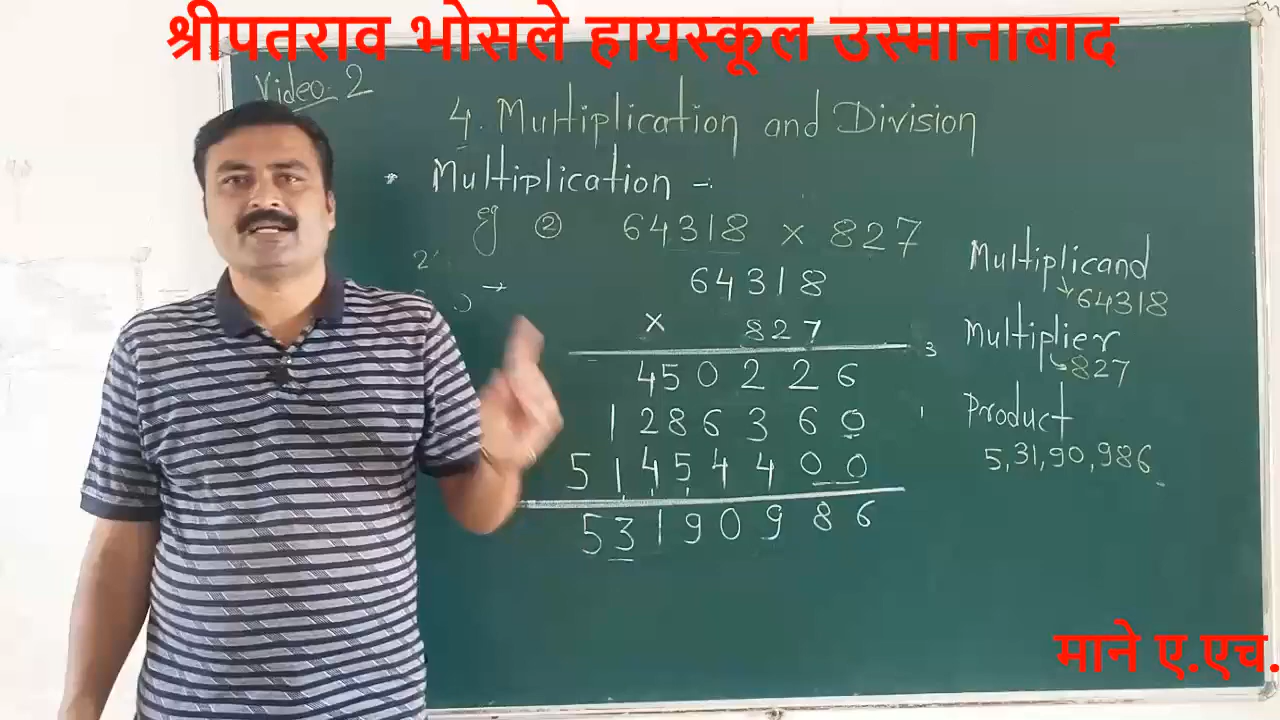 श्रीपतराव भोसले हायस्कूल उस्मानाबाद
Video 2
4. Multiplication and Division
* Multiplication -
eg ② 64318 × 827
64318
× 827
450226
1286360
51454400
53190986
Multiplicand
→ 64318
Multiplier
→ 827
Product
5,31,90,986
माने ए.एच.